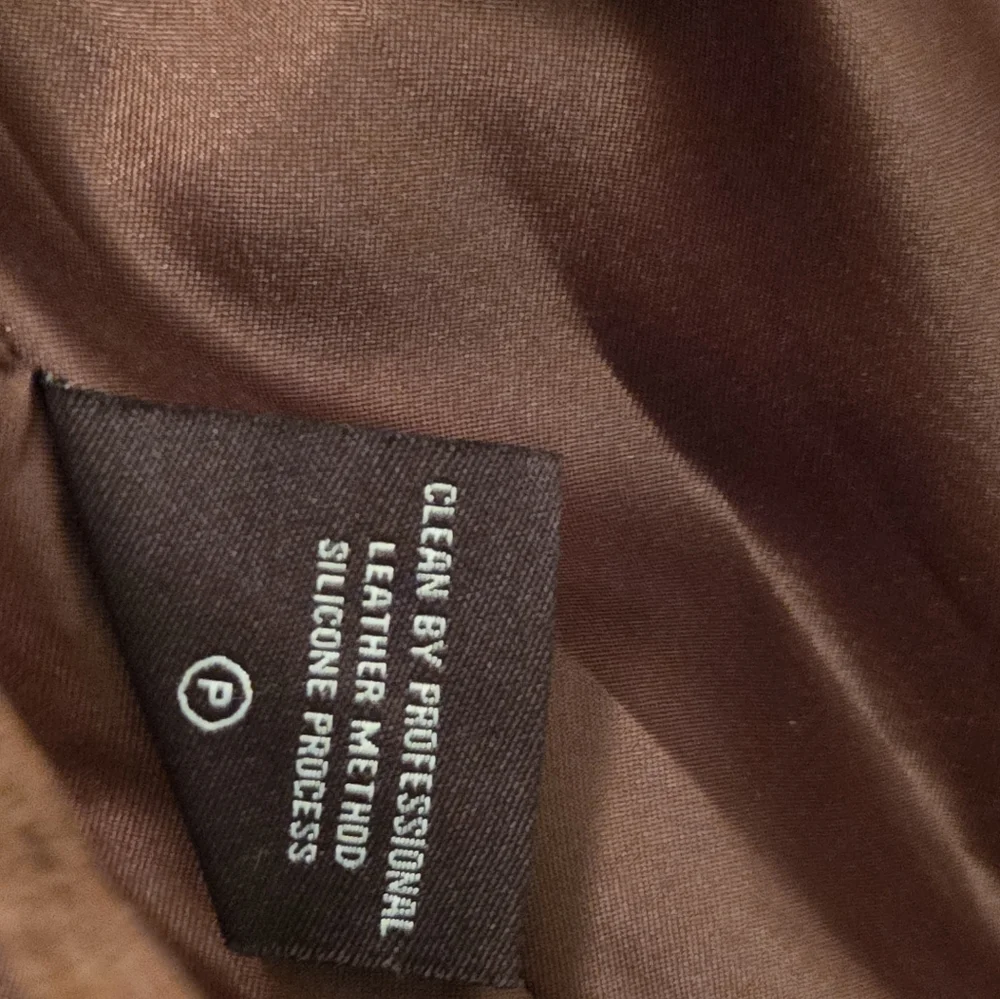 CLEAN BY PROFESSIONAL
LEATHER METHOD
SILICONE PROCESS
P